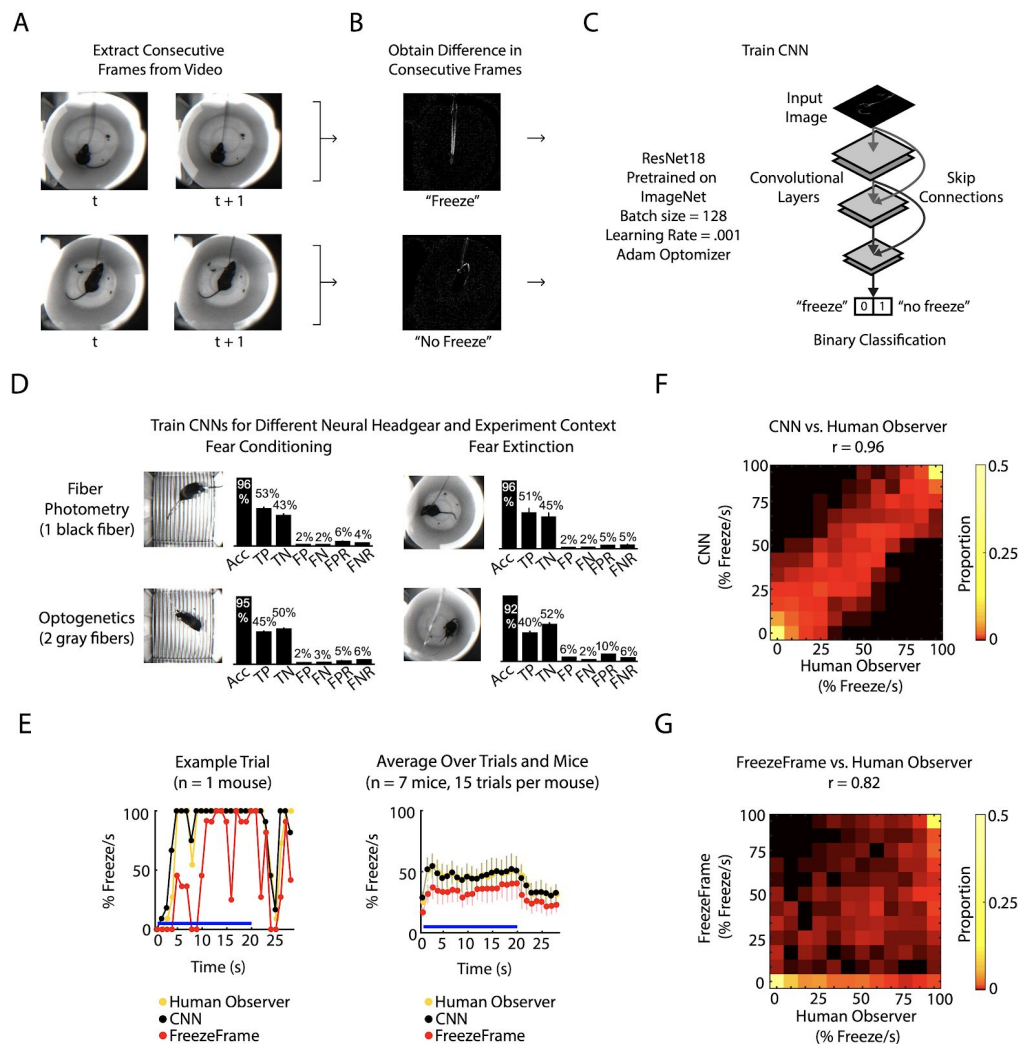 A
Extract Consecutive
Frames from Video
t
t + 1
t
t + 1
B
Obtain Difference in
Consecutive Frames
“Freeze”
“No Freeze”
C
Train CNN
Input
Image
ResNet18
Pretrained on
ImageNet
Batch size = 128
Learning Rate = .001
Adam Optomizer
Convolutional
Layers
Skip
Connections
“freeze” 0 1 “no freeze”
Binary Classification
D
Train CNNs for Different Neural Headgear and Experiment Context
Fear Conditioning
Fear Extinction
Fiber
Photometry
(1 black fiber)
96
%
53%
43%
2%
2%
6%
4%
Acc TP TN FP FN FPR FNR
96
%
51%
45%
2%
2%
5%
5%
Acc TP TN FP FN FPR FNR
Optogenetics
(2 gray fibers)
95
%
45%
50%
2%
3%
5%
6%
Acc TP TN FP FN FPR FNR
92
%
40%
52%
6%
2%
10%
6%
Acc TP TN FP FN FPR FNR
E
Example Trial
(n = 1 mouse)
% Freeze/s
100
50
0
0 5 10 15 20 25
Time (s)
Human Observer
CNN
FreezeFrame
Average Over Trials and Mice
(n = 7 mice, 15 trials per mouse)
% Freeze/s
100
50
0
0 5 10 15 20 25
Time (s)
Human Observer
CNN
FreezeFrame
F
CNN vs. Human Observer
r = 0.96
CNN
(% Freeze/s)
100
75
50
25
0
0 25 50 75 100
Human Observer
(% Freeze/s)
Proportion
0.5
0.25
0
G
FreezeFrame vs. Human Observer
r = 0.82
FreezeFrame
(% Freeze/s)
100
75
50
25
0
0 25 50 75 100
Human Observer
(% Freeze/s)
Proportion
0.5
0.25
0